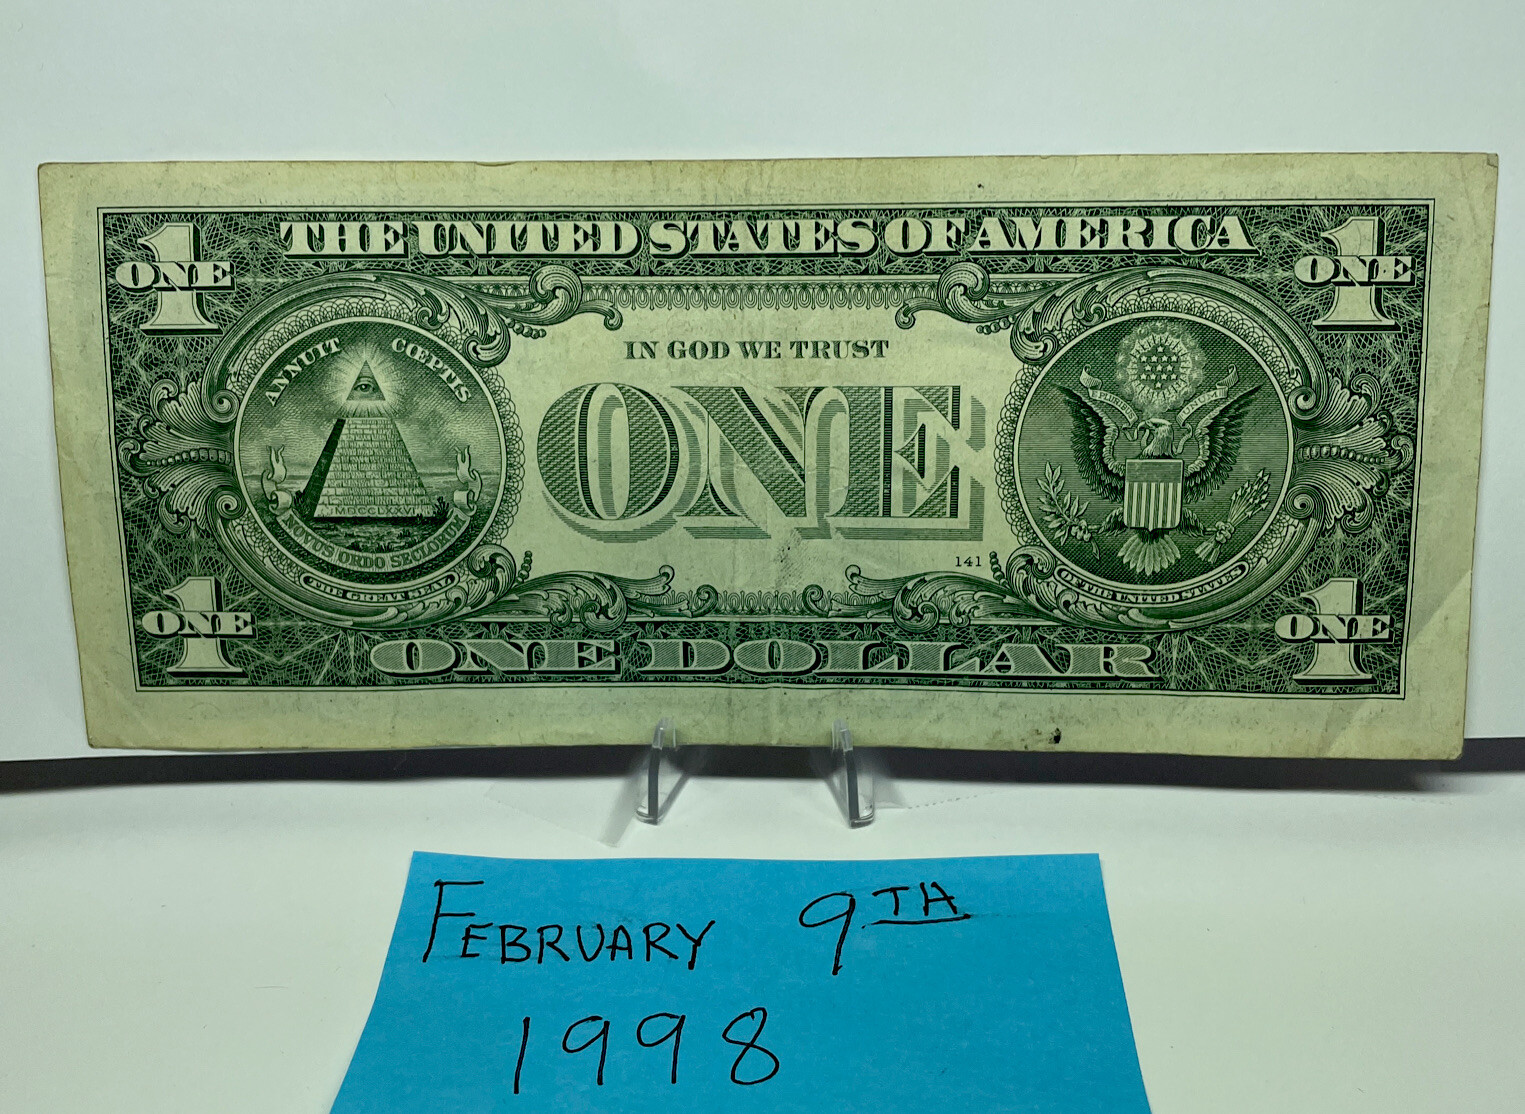 THE UNITED STATES OF AMERICA
1
ONE
1
ONE
ANNUIT CŒPTIS
IN GOD WE TRUST
ONE
MDCCLXXVI
NOVUS ORDO SECLORUM
THE GREAT SEAL
141
OF THE UNITED STATES
1
ONE
1
ONE
ONE DOLLAR
FEBRUARY 9TH
1998